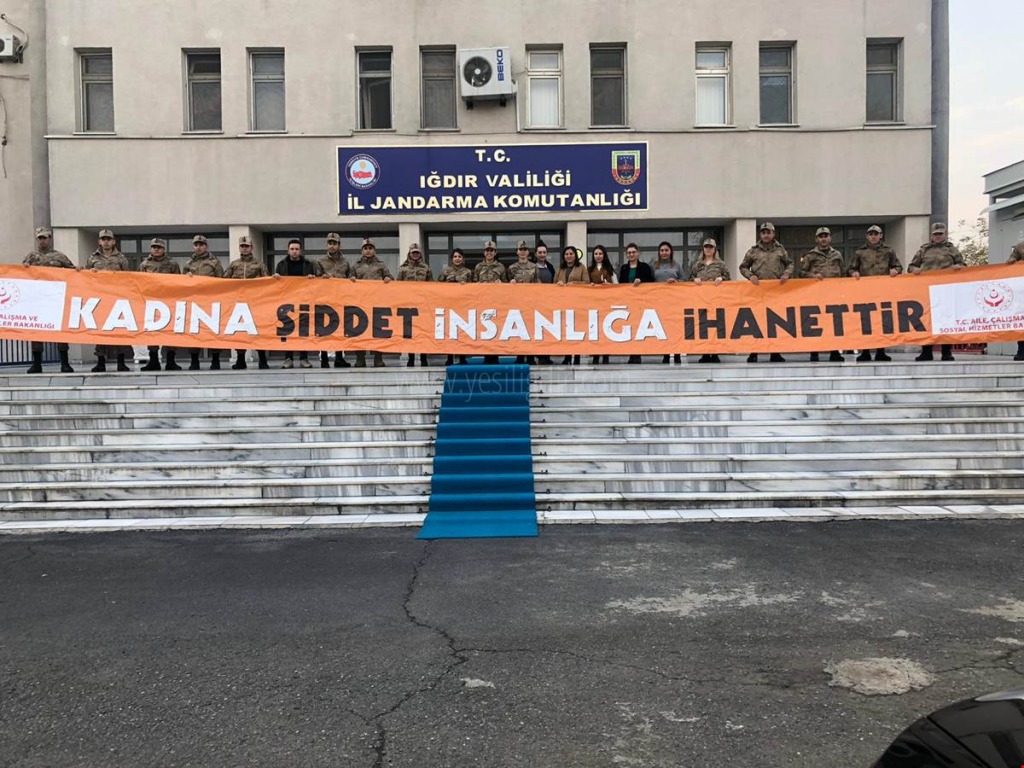 BEKO
T.C.
IĞDIR VALİLİĞİ
İL JANDARMA KOMUTANLIĞI
KADINA ŞİDDET İNSANLIĞA İHANETTİR
ÇALIŞMA VE
BAKANLIĞI
T.C. AİLE, ÇALIŞMA
SOSYAL HİZMETLER